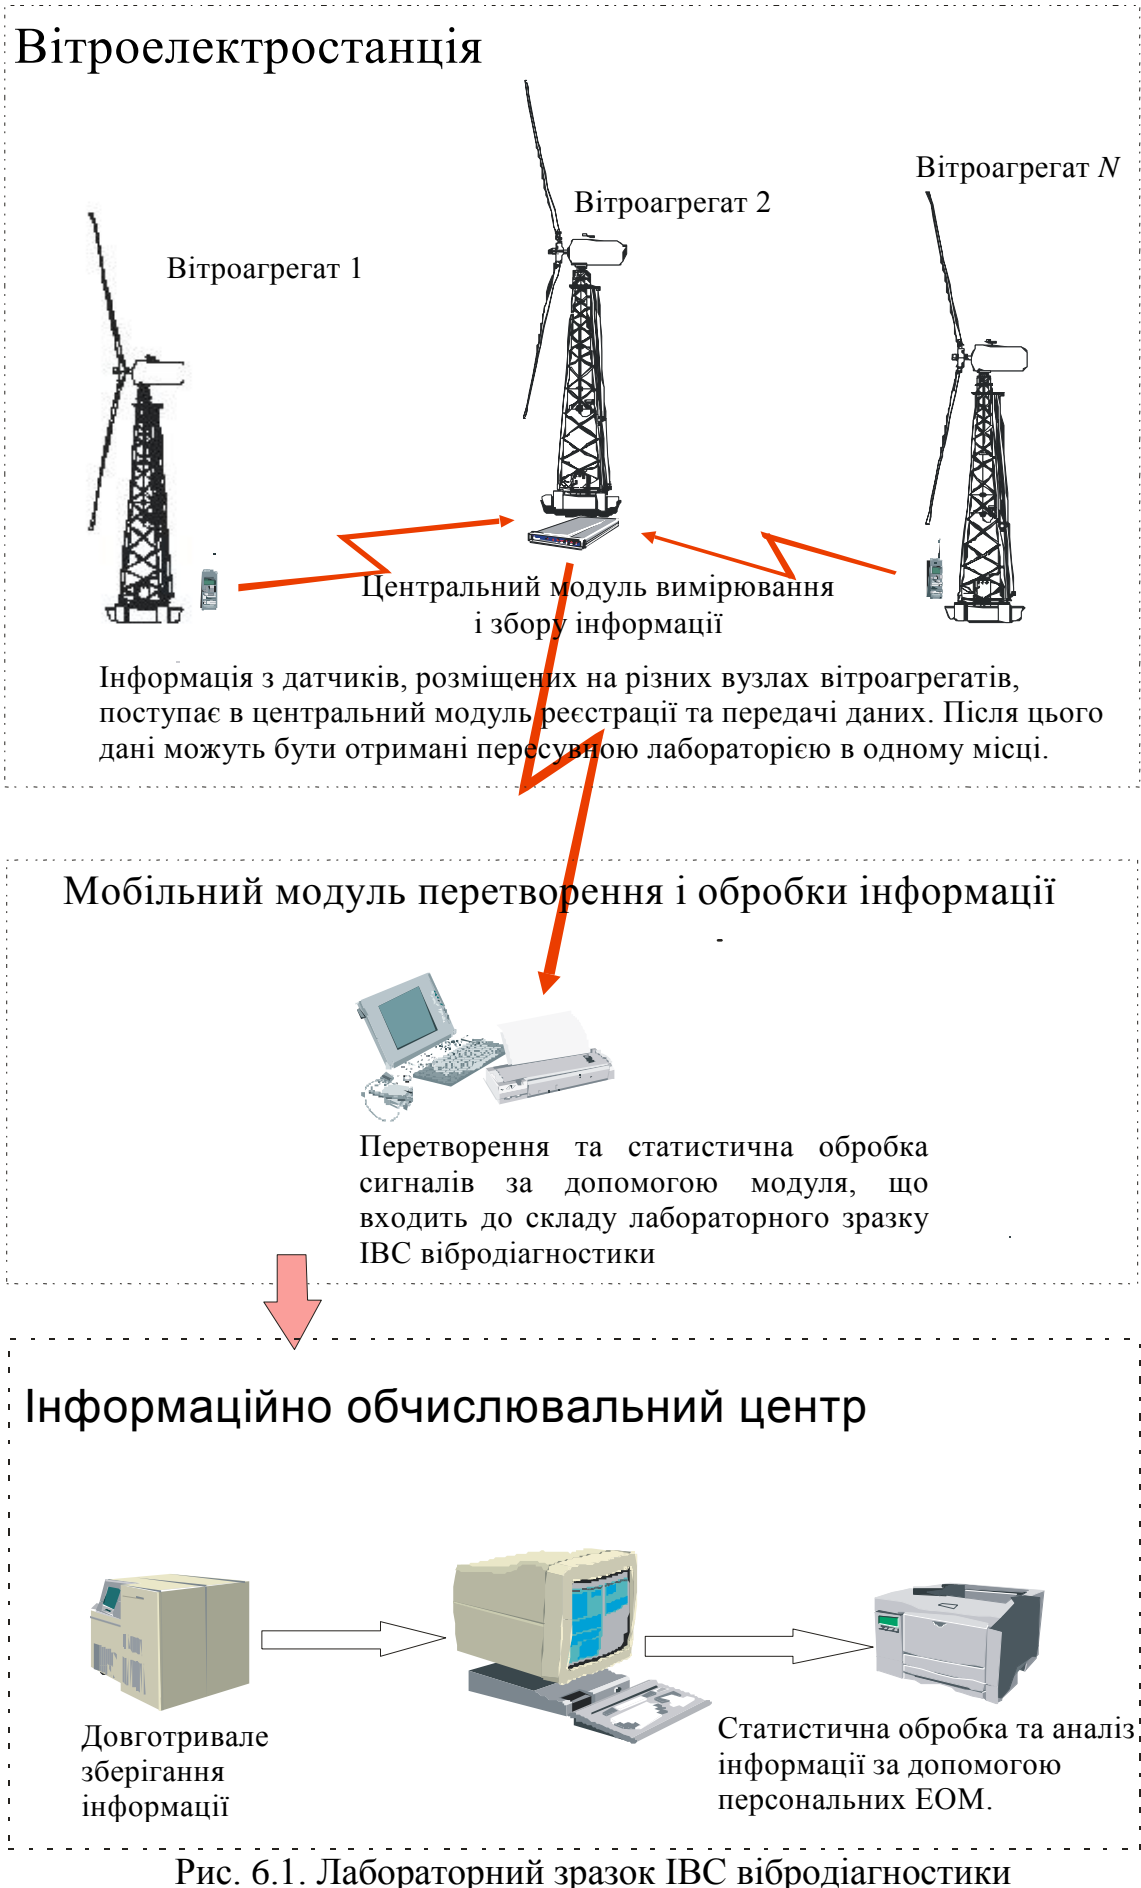 Вітроелектростанція
Вітроагрегат N
Вітроагрегат 2
Вітроагрегат 1
Центральний модуль вимірювання
і збору інформації
Інформація з датчиків, розміщених на різних вузлах вітроагрегатів,
поступає в центральний модуль реєстрації та передачі даних. Після цього
дані можуть бути отримані пересувною лабораторією в одному місці.
Мобільний модуль перетворення і обробки інформації
Перетворення та статистична обробка
сигналів за допомогою модуля, що
входить до складу лабораторного зразку
ІВС вібродіагностики
Інформаційно обчислювальний центр
Довготривале
зберігання
інформації
Статистична обробка та аналіз
інформації за допомогою
персональних ЕОМ.
Рис. 6.1. Лабораторний зразок ІВС вібродіагностики